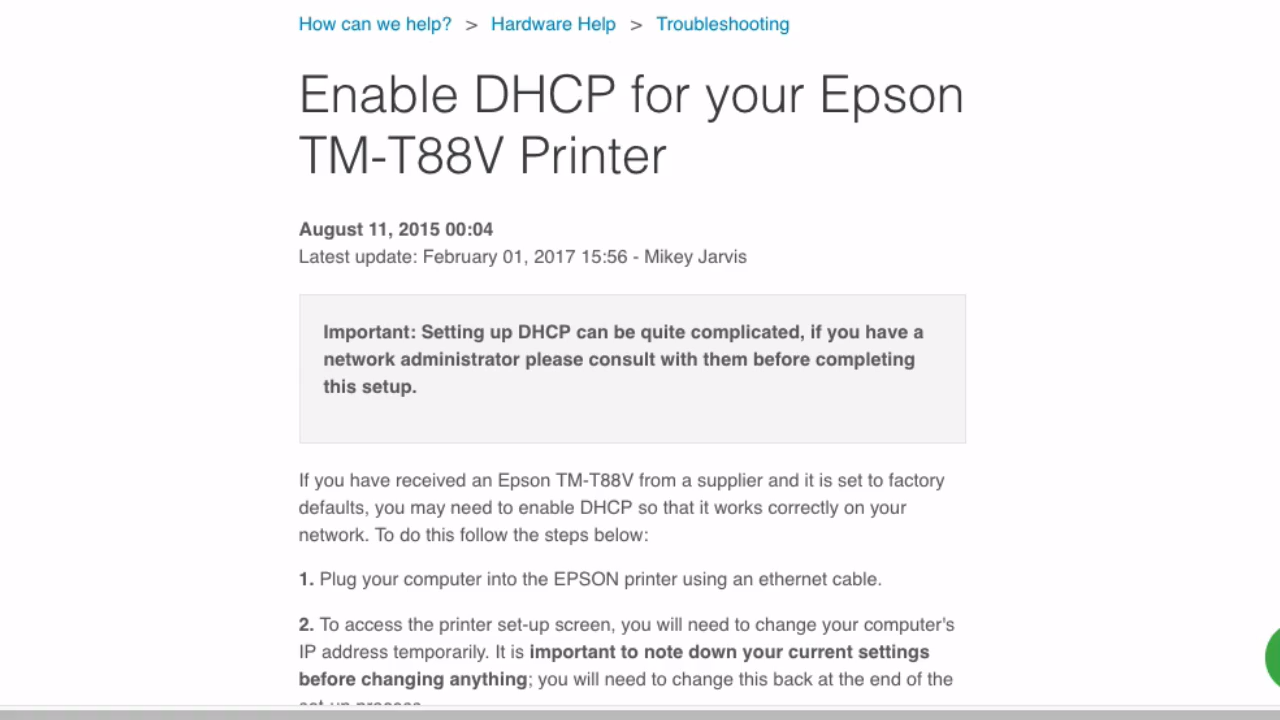 How can we help? > Hardware Help > Troubleshooting
Enable DHCP for your Epson
TM-T88V Printer
August 11, 2015 00:04
Latest update: February 01, 2017 15:56 - Mikey Jarvis
Important: Setting up DHCP can be quite complicated, if you have a
network administrator please consult with them before completing
this setup.
If you have received an Epson TM-T88V from a supplier and it is set to factory
defaults, you may need to enable DHCP so that it works correctly on your
network. To do this follow the steps below:
1. Plug your computer into the EPSON printer using an ethernet cable.
2. To access the printer set-up screen, you will need to change your computer's
IP address temporarily. It is important to note down your current settings
before changing anything; you will need to change this back at the end of the